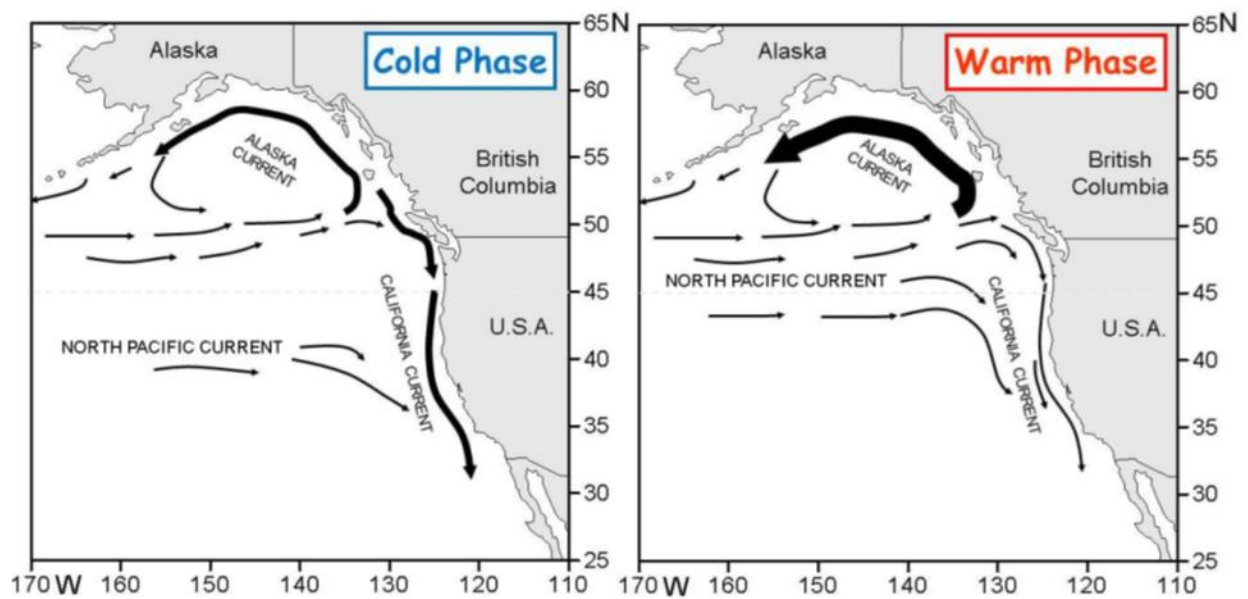 Alaska
Cold Phase
ALASKA
CURRENT
British
Columbia
NORTH PACIFIC CURRENT
CALIFORNIA CURRENT
U.S.A.
65 N
60
55
50
45
40
35
30
25
170 W 160 150 140 130 120 110
Alaska
Warm Phase
ALASKA
CURRENT
British
Columbia
NORTH PACIFIC CURRENT
CALIFORNIA CURRENT
U.S.A.
65 N
60
55
50
45
40
35
30
25
170 W 160 150 140 130 120 110